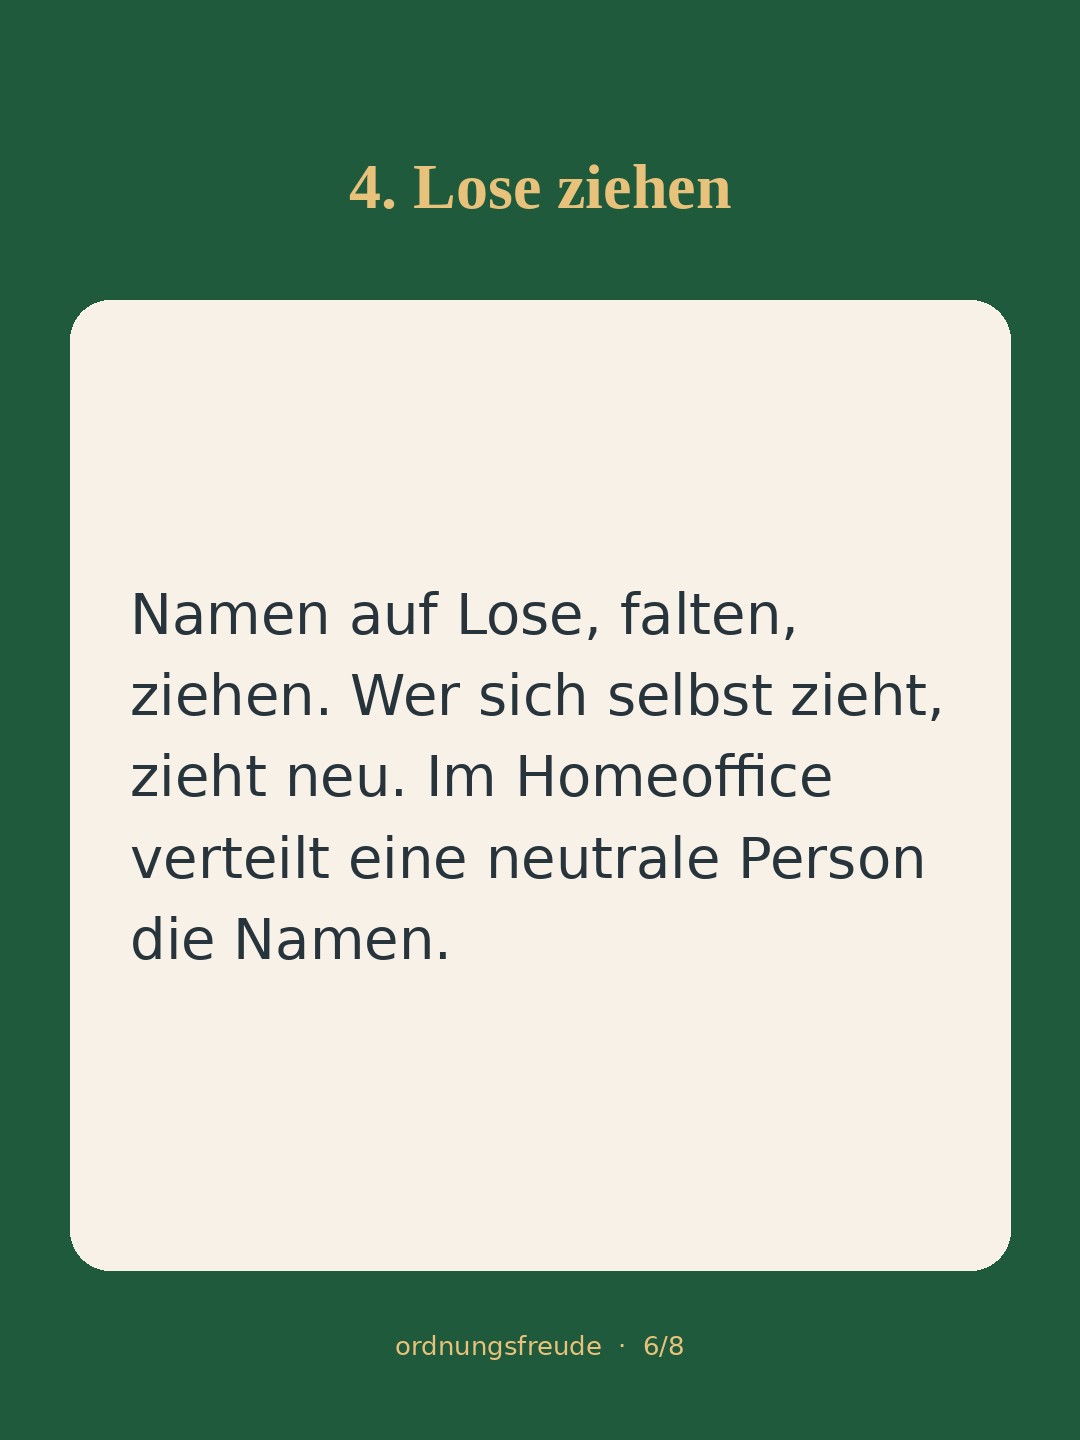 4. Lose ziehen
Namen auf Lose, falten,
ziehen. Wer sich selbst zieht,
zieht neu. Im Homeoffice
verteilt eine neutrale Person
die Namen.
ordnungsfreude · 6/8